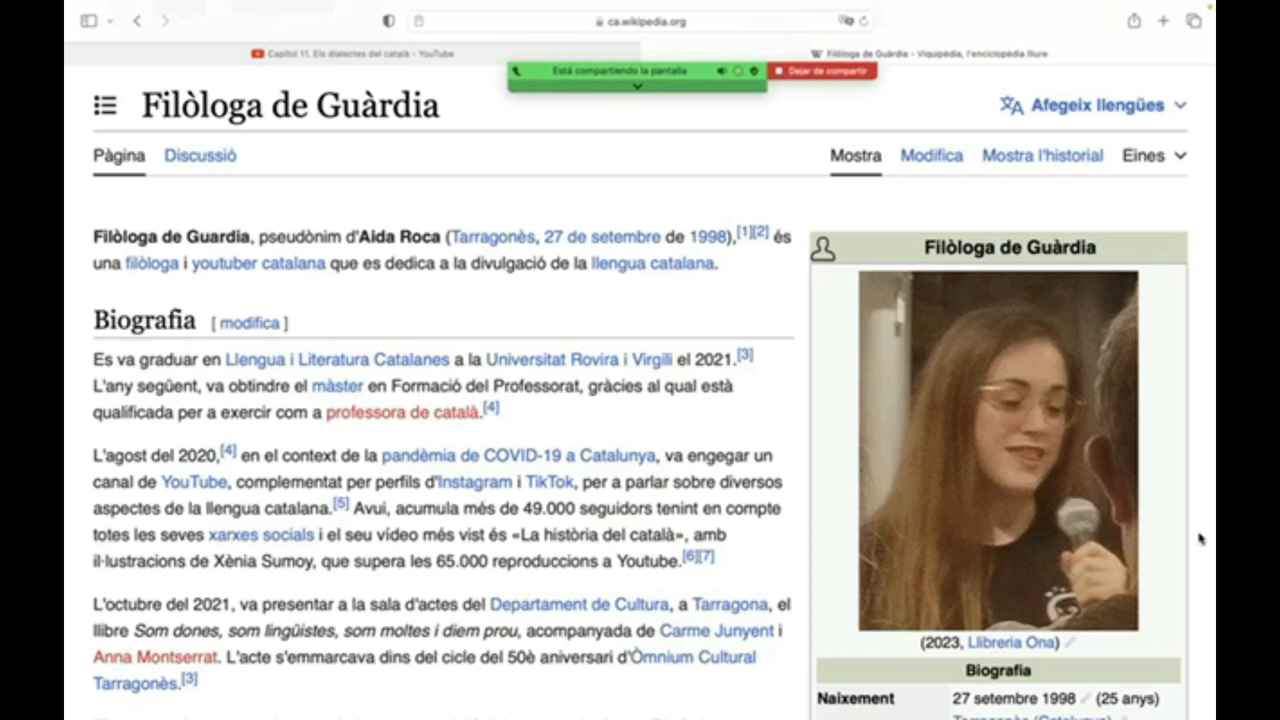 ca.wikipedia.org
Capítol 11. Els dialectes del català - YouTube
Filòloga de Guàrdia - Viquipèdia, l'enciclopèdia lliure
Está compartiendo la pantalla
Dejar de compartir
Filòloga de Guàrdia
Afegeix llengües
Pàgina Discussió
Mostra Modifica Mostra l'historial Eines
Filòloga de Guardia, pseudònim d'Aida Roca (Tarragonès, 27 de setembre de 1998),[1][2] és
una filòloga i youtuber catalana que es dedica a la divulgació de la llengua catalana.
Biografia [ modifica ]
Es va graduar en Llengua i Literatura Catalanes a la Universitat Rovira i Virgili el 2021.[3]
L'any següent, va obtindre el màster en Formació del Professorat, gràcies al qual està
qualificada per a exercir com a professora de català.[4]
L'agost del 2020,[4] en el context de la pandèmia de COVID-19 a Catalunya, va engegar un
canal de YouTube, complementat per perfils d'Instagram i TikTok, per a parlar sobre diversos
aspectes de la llengua catalana.[5] Avui, acumula més de 49.000 seguidors tenint en compte
totes les seves xarxes socials i el seu vídeo més vist és «La història del català», amb
il·lustracions de Xènia Sumoy, que supera les 65.000 reproduccions a Youtube.[6][7]
L'octubre del 2021, va presentar a la sala d'actes del Departament de Cultura, a Tarragona, el
llibre Som dones, som lingüistes, som moltes i diem prou, acompanyada de Carme Junyent i
Anna Montserrat. L'acte s'emmarcava dins del cicle del 50è aniversari d'Òmnium Cultural
Tarragonès.[3]
Filòloga de Guàrdia
(2023, Llibreria Ona)
Biografia
Naixement 27 setembre 1998 (25 anys)
Tarragonès (Catalunya)